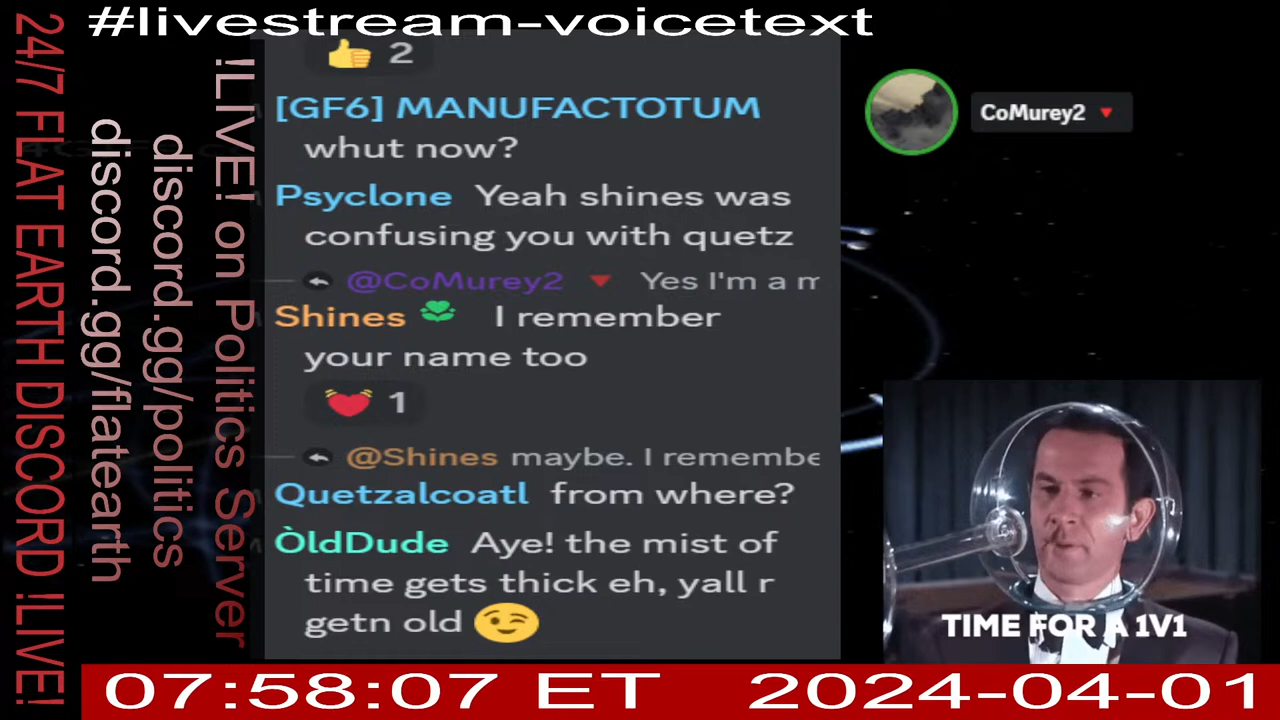 #livestream-voicetext
24/7 FLAT EARTH DISCORD !LIVE!
discord.gg/flatearth
discord.gg/politics
!LIVE! on Politics Server
👍 2
[GF6] MANUFACTOTUM
whut now?
Psyclone Yeah shines was
confusing you with quetz
@CoMurey2 🔻 Yes I'm a m
Shines I remember
your name too
💓 1
@Shines maybe. I remembe
Quetzalcoatl from where?
ÒldDude Aye! the mist of
time gets thick eh, yall r
getn old 😉
CoMurey2 🔻
TIME FOR A 1V1
07:58:07 ET 2024-04-01